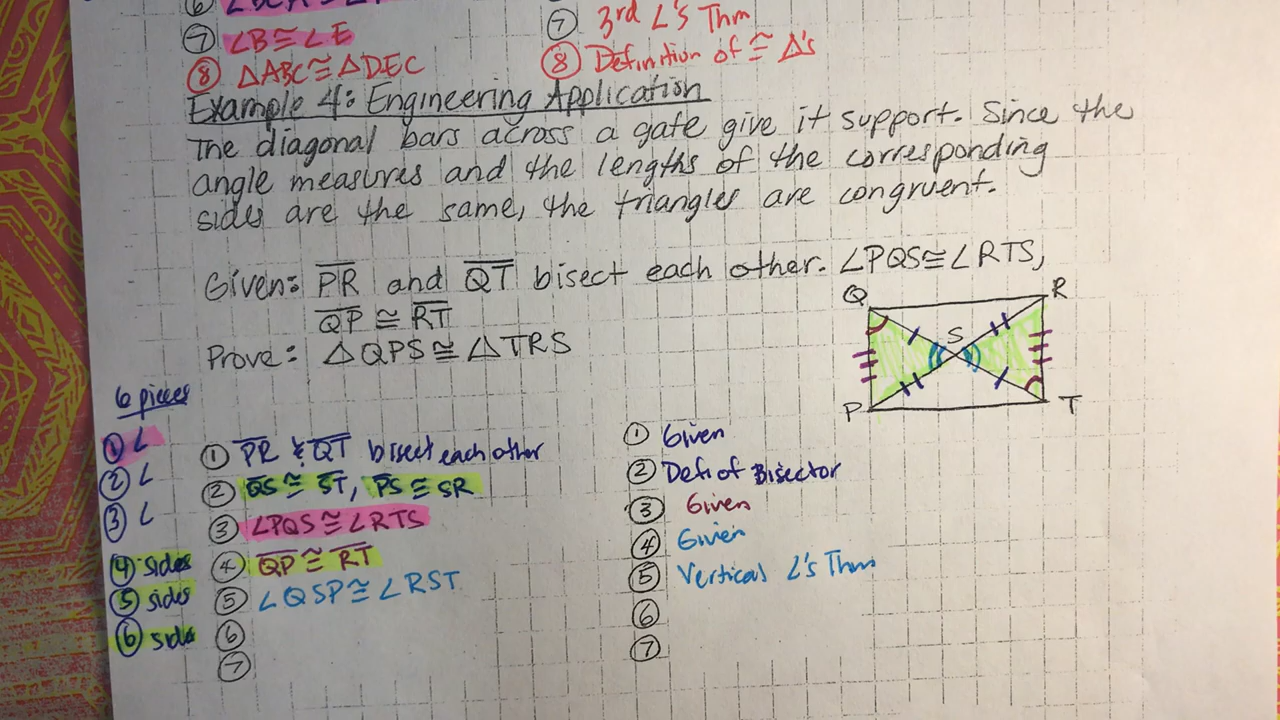 ⑥ ∠BCA ≅ ∠
⑦ ∠B ≅ ∠E
⑦ 3rd ∠'s Thm
⑧ △ABC ≅ △DEC
⑧ Definition of ≅ △'s
Example 4: Engineering Application
The diagonal bars across a gate give it support. Since the
angle measures and the lengths of the corresponding
sides are the same, the triangles are congruent.
Given: PR and QT bisect each other. ∠PQS ≅ ∠RTS,
QP ≅ RT
Prove: △QPS ≅ △TRS
Q
R
S
P
T
6 pieces
① ∠
② ∠
③ ∠
④ sides
⑤ sides
⑥ sides
① PR & QT bisect each other
② QS ≅ ST, PS ≅ SR
③ ∠PQS ≅ ∠RTS
④ QP ≅ RT
⑤ ∠QSP ≅ ∠RST
⑥
⑦
① Given
② Def. of Bisector
③ Given
④ Given
⑤ Vertical ∠'s Thm
⑥
⑦